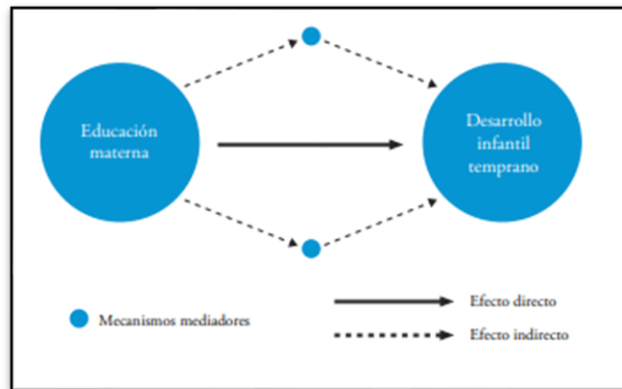 Educación
materna
Desarrollo
infantil
temprano
Mecanismos mediadores
Efecto directo
Efecto indirecto